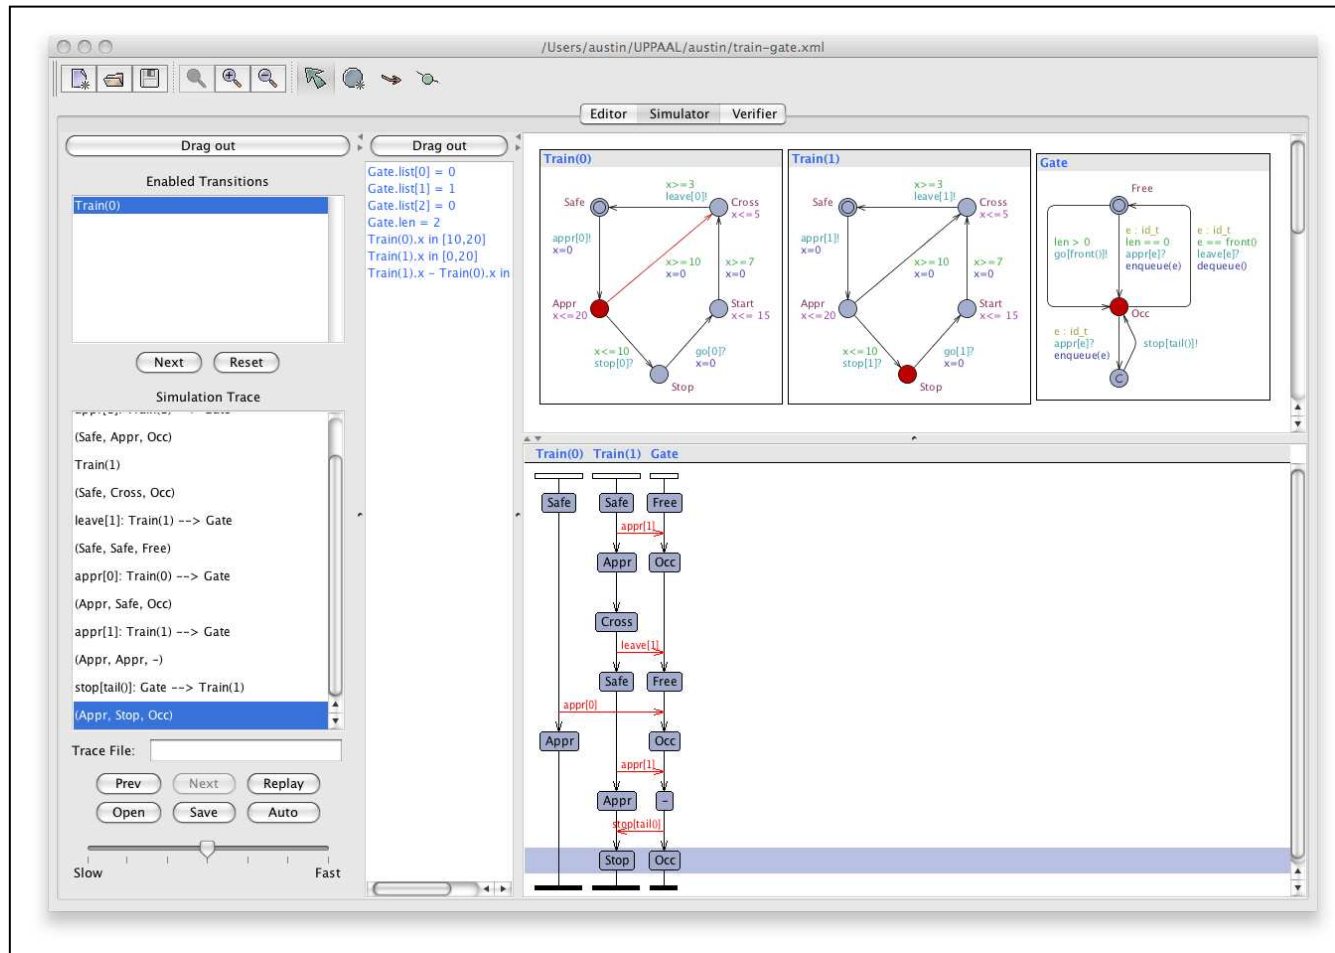 /Users/austin/UPPAAL/austin/train-gate.xml
Editor Simulator Verifier
Drag out
Enabled Transitions
Train(0)
Next Reset
Simulation Trace
(Safe, Appr, Occ)
Train(1)
(Safe, Cross, Occ)
leave[1]: Train(1) --> Gate
(Safe, Safe, Free)
appr[0]: Train(0) --> Gate
(Appr, Safe, Occ)
appr[1]: Train(1) --> Gate
(Appr, Appr, -)
stop[tail()]: Gate --> Train(1)
(Appr, Stop, Occ)
Trace File:
Prev Next Replay
Open Save Auto
Slow Fast
Drag out
Gate.list[0] = 0
Gate.list[1] = 1
Gate.list[2] = 0
Gate.len = 2
Train(0).x in [10,20]
Train(1).x in [0,20]
Train(1).x - Train(0).x in
Train(0)
x>=3
leave[0]!
Safe
Cross
x<=5
appr[0]!
x=0
x>=10
x=0
x>=7
x=0
Appr
x<=20
Start
x<= 15
x<=10
stop[0]?
go[0]?
x=0
Stop
Train(1)
x>=3
leave[1]!
Safe
Cross
x<=5
appr[1]!
x=0
x>=10
x=0
x>=7
x=0
Appr
x<=20
Start
x<= 15
x<=10
stop[1]?
go[1]?
x=0
Stop
Gate
Free
len > 0
go[front()]!
e : id_t
len == 0
appr[e]?
enqueue(e)
e : id_t
e == front()
leave[e]?
dequeue()
Occ
e : id_t
appr[e]?
enqueue(e)
stop[tail()]!
C
Train(0) Train(1) Gate
Safe Safe Free
appr[1]
Appr Occ
Cross
leave[1]
Safe Free
appr[0]
Appr Occ
appr[1]
Appr -
stop[tail()]
Stop Occ